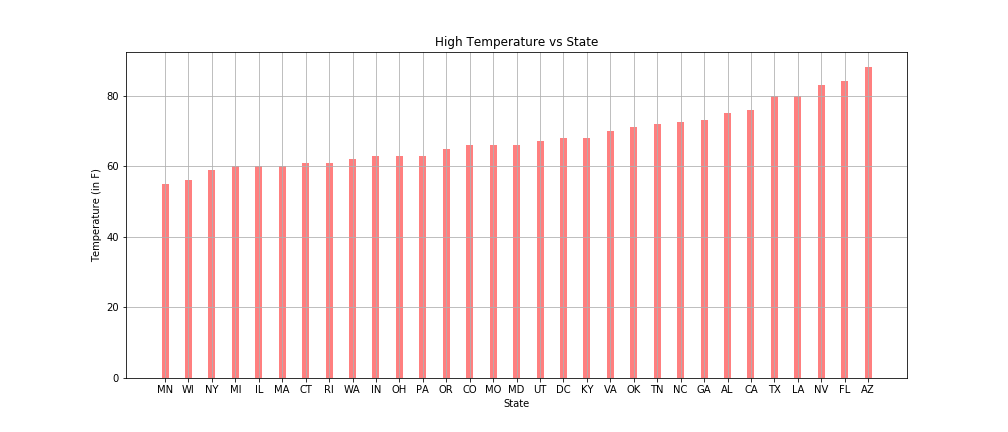 High Temperature vs State
Temperature (in F)
80
60
40
20
0
MN WI NY MI IL MA CT RI WA IN OH PA OR CO MO MD UT DC KY VA OK TN NC GA AL CA TX LA NV FL AZ
State